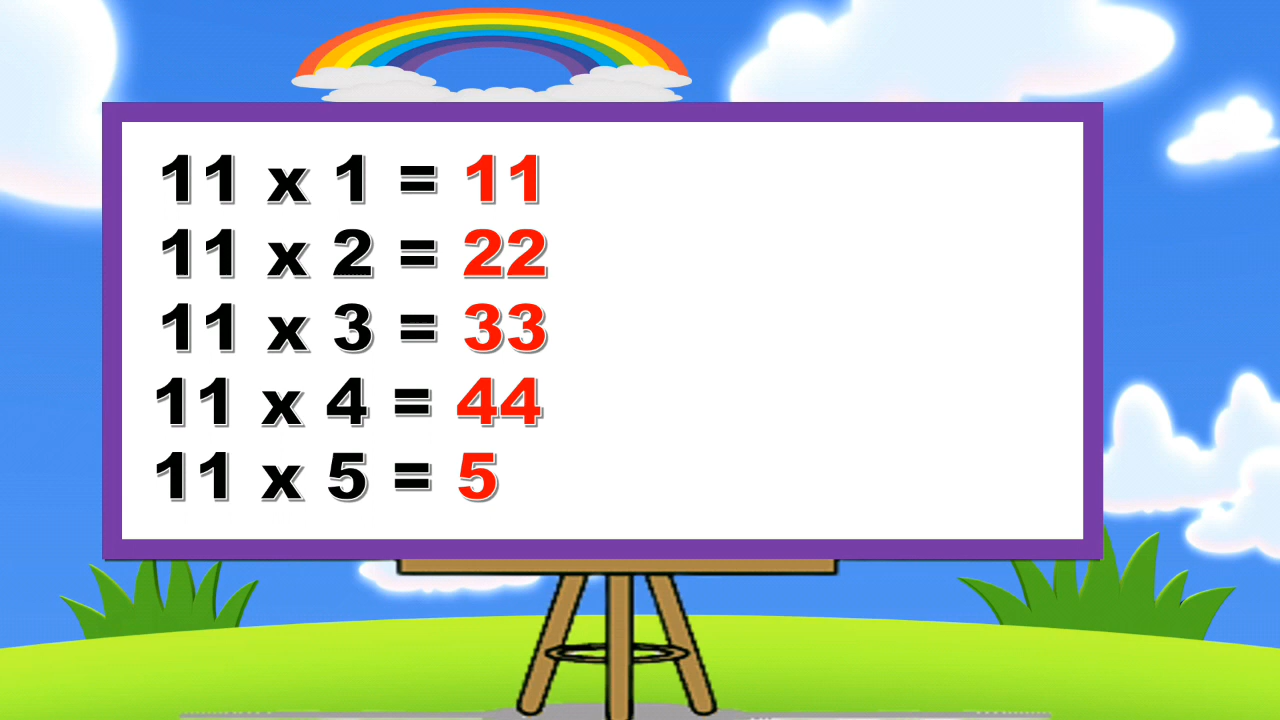 11 x 1 = 11
11 x 2 = 22
11 x 3 = 33
11 x 4 = 44
11 x 5 = 5